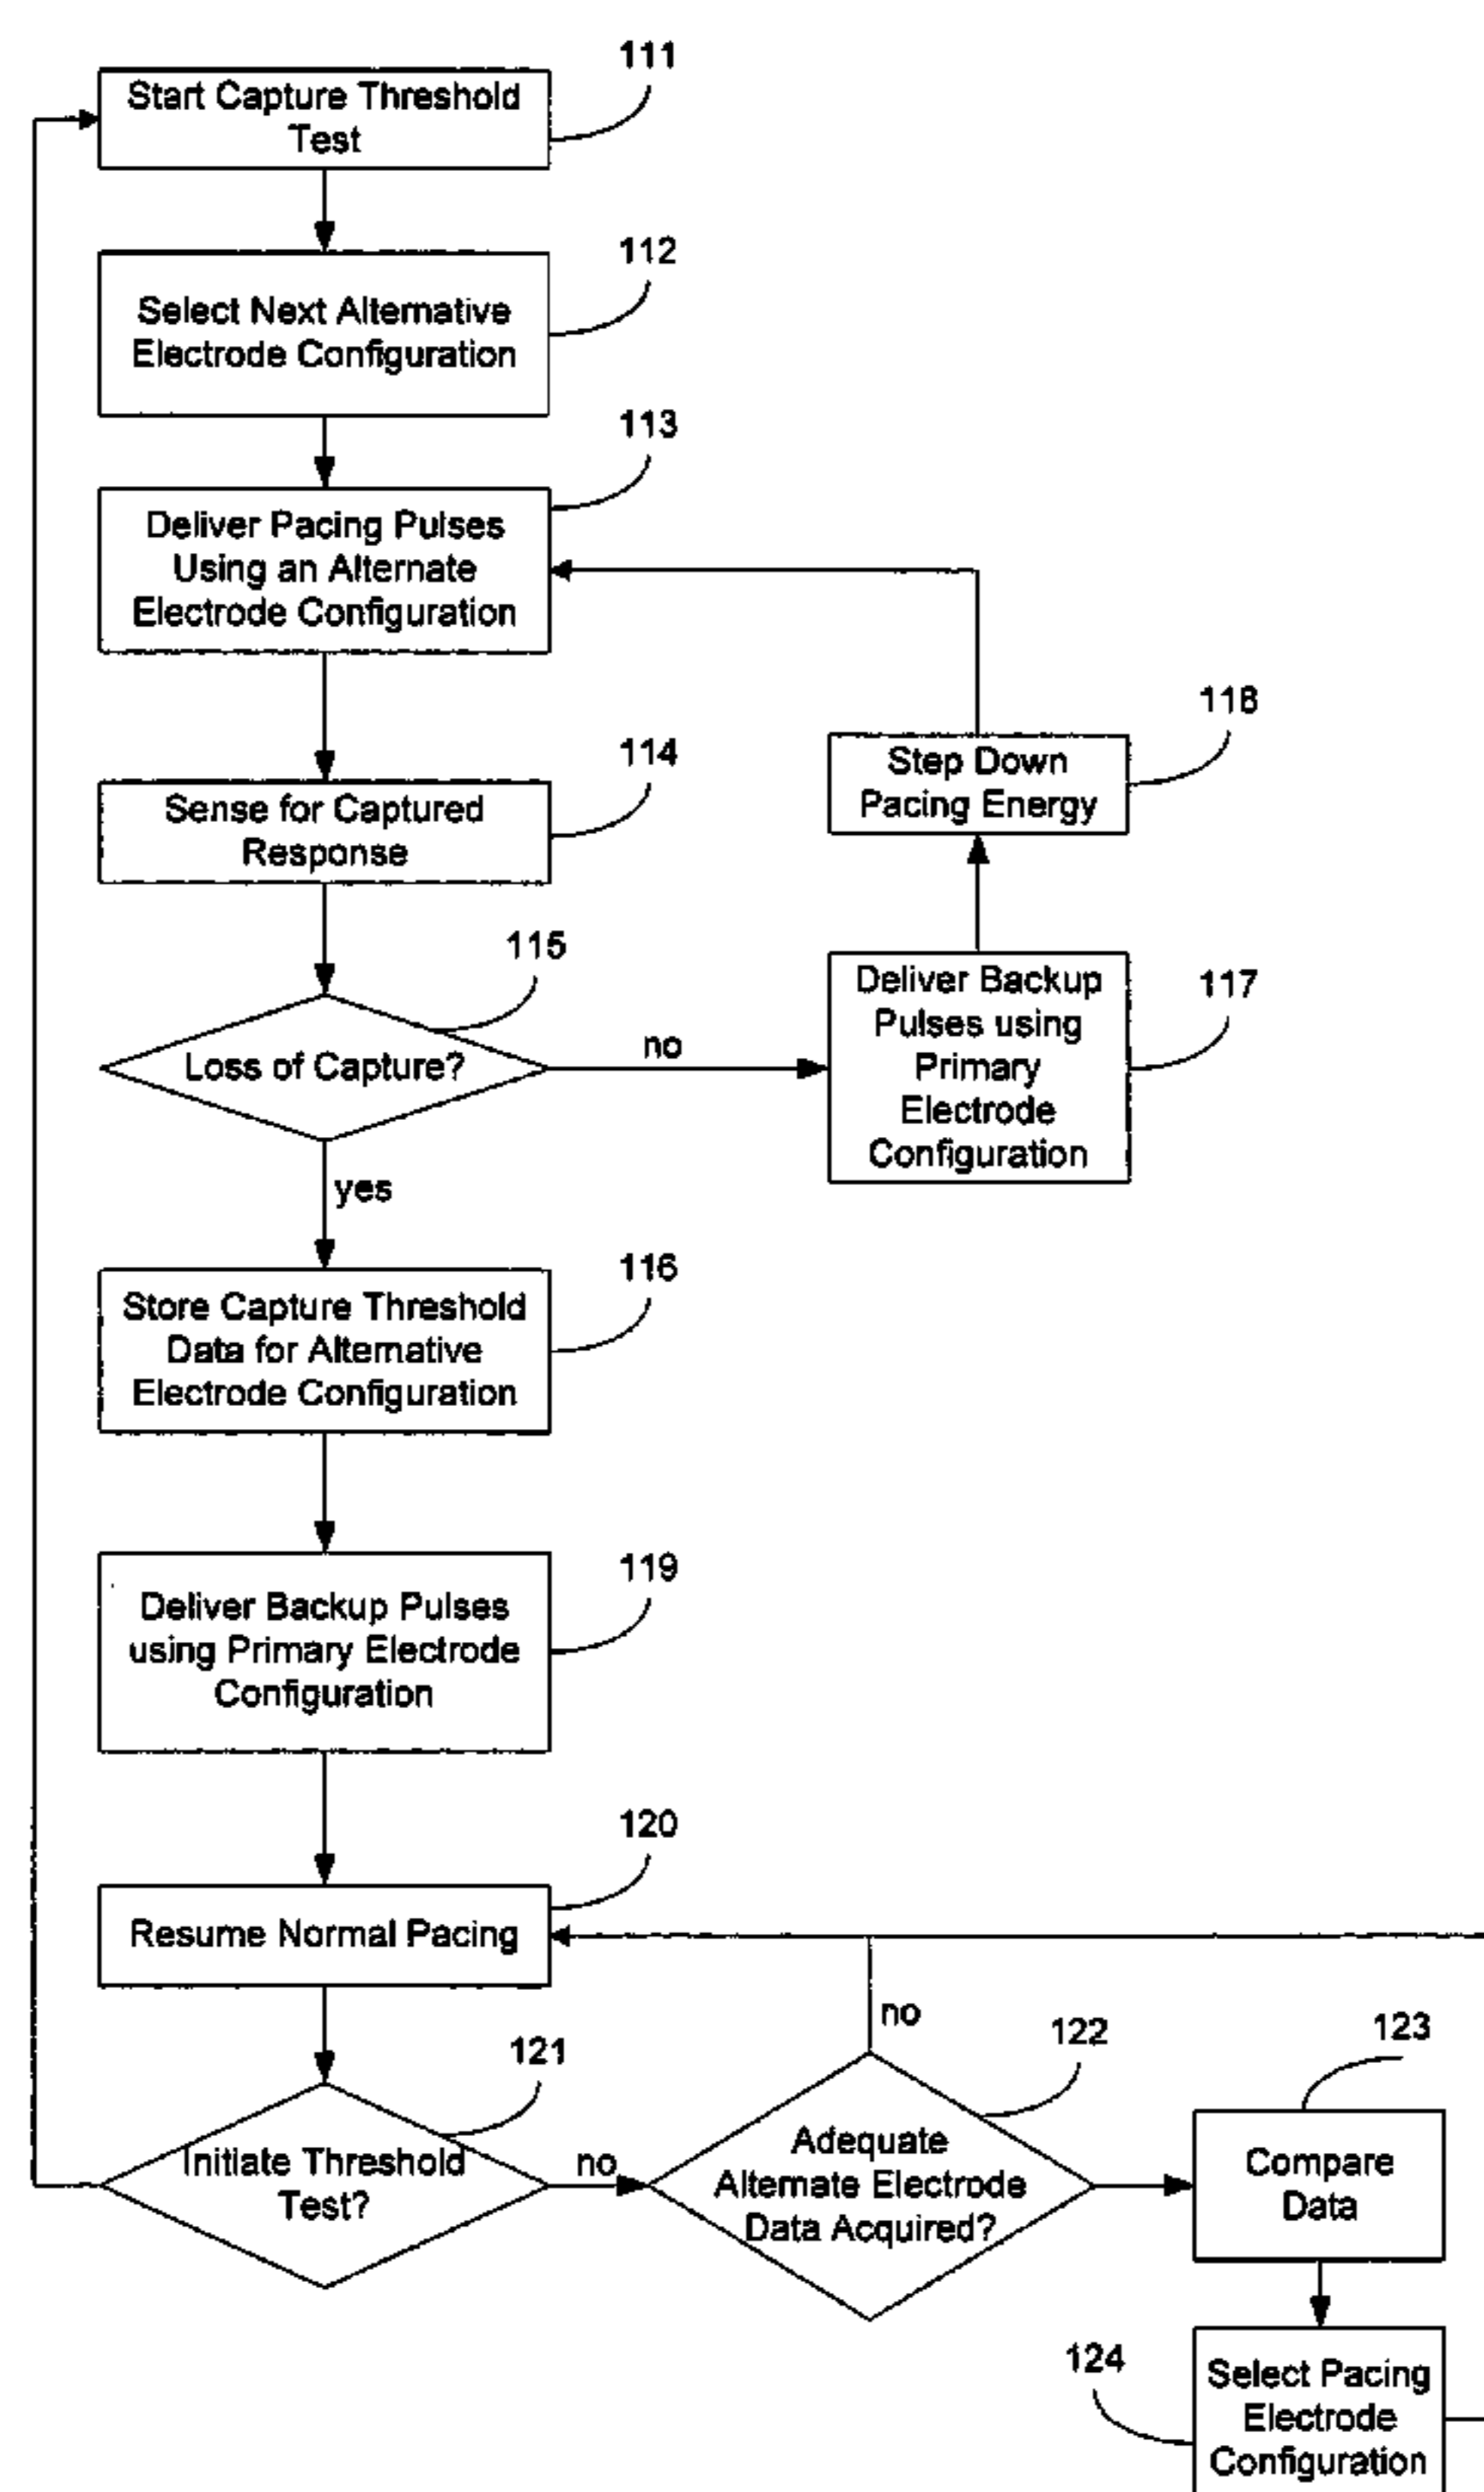 111
Start Capture Threshold
Test
112
Select Next Alternative
Electrode Configuration
113
Deliver Pacing Pulses
Using an Alternate
Electrode Configuration
118
Step Down
Pacing Energy
114
Sense for Captured
Response
115
Loss of Capture?
no
117
Deliver Backup
Pulses using
Primary
Electrode
Configuration
yes
116
Store Capture Threshold
Data for Alternative
Electrode Configuration
119
Deliver Backup Pulses
using Primary Electrode
Configuration
120
Resume Normal Pacing
121
Initiate Threshold
Test?
no
no
122
Adequate
Alternate Electrode
Data Acquired?
123
Compare
Data
124
Select Pacing
Electrode
Configuration